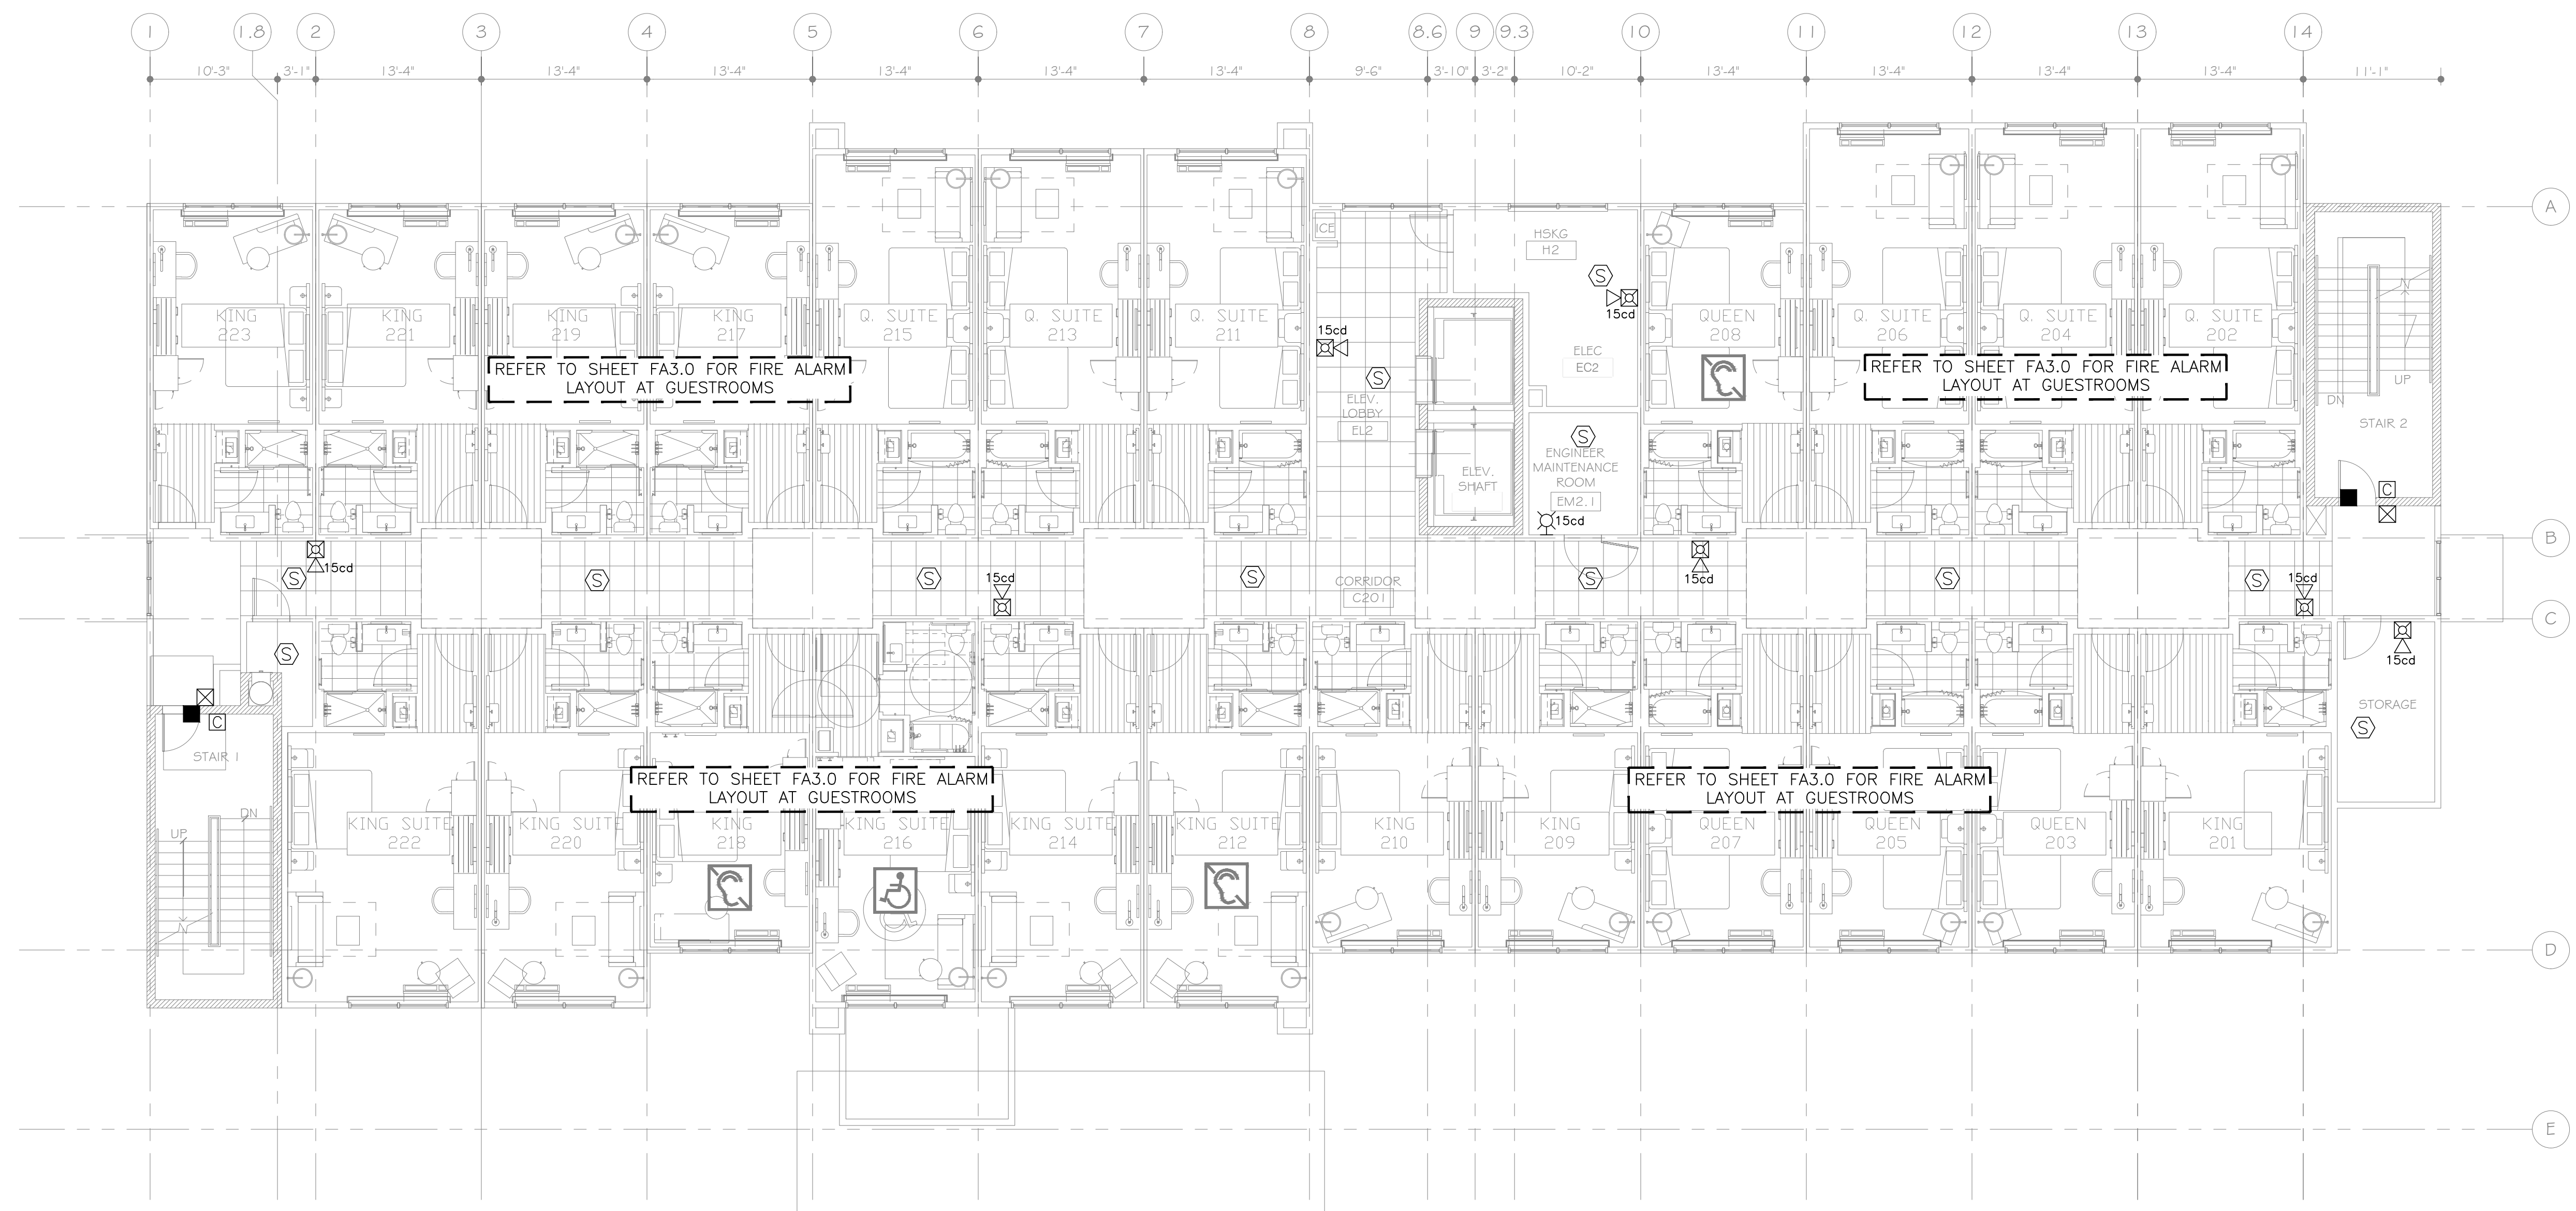 1 1.8 2 3 4 5 6 7 8 8.6 9 9.3 10 11 12 13 14
10'-3" 3'-1" 13'-4" 13'-4" 13'-4" 13'-4" 13'-4" 13'-4" 9'-6" 3'-10" 3'-2" 10'-2" 13'-4" 13'-4" 13'-4" 13'-4" 11'-1"
A
ICE
HSKG
H2
S
15cd
KING
223
KING
221
KING
219
KING
217
Q. SUITE
215
Q. SUITE
213
Q. SUITE
211
15cd
QUEEN
208
Q. SUITE
206
Q. SUITE
204
Q. SUITE
202
REFER TO SHEET FA3.0 FOR FIRE ALARM
LAYOUT AT GUESTROOMS
S
ELEV.
LOBBY
EL2
ELEC
EC2
REFER TO SHEET FA3.0 FOR FIRE ALARM
LAYOUT AT GUESTROOMS
UP
DN
STAIR 2
ELEV.
SHAFT
S
ENGINEER
MAINTENANCE
ROOM
EM2.1
15cd
C
B
S
15cd
S
S
15cd
S
CORRIDOR
C201
S
15cd
S
S
15cd
C
S
15cd
C
STAIR 1
STORAGE
S
REFER TO SHEET FA3.0 FOR FIRE ALARM
LAYOUT AT GUESTROOMS
REFER TO SHEET FA3.0 FOR FIRE ALARM
LAYOUT AT GUESTROOMS
DN
UP
KING SUITE
222
KING SUITE
220
KING
218
KING SUITE
216
KING SUITE
214
KING SUITE
212
KING
210
KING
209
QUEEN
207
QUEEN
205
QUEEN
203
KING
201
D
E